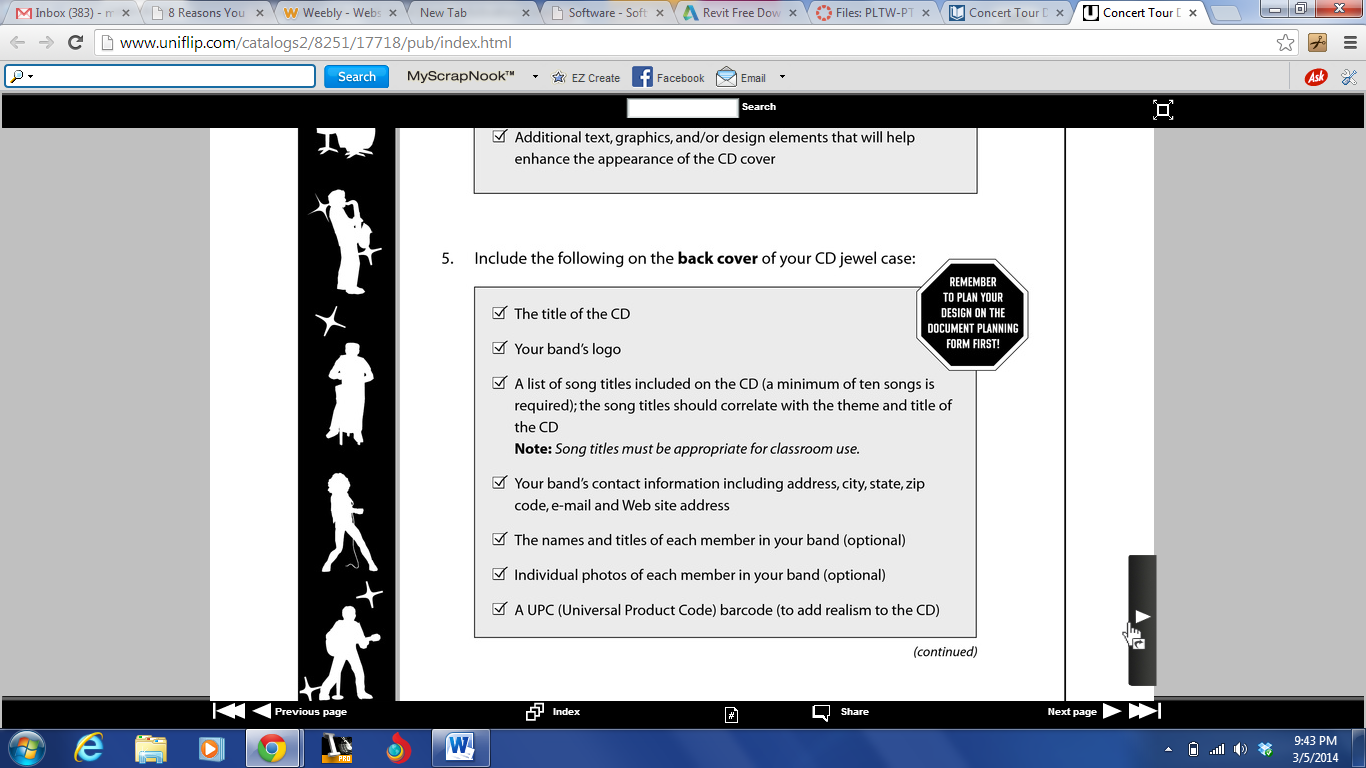 Inbox (383) - m
8 Reasons You
Weebly - Webs
New Tab
Software - Soft
Revit Free Dow
Files: PLTW-PT
Concert Tour D
Concert Tour D
www.uniflip.com/catalogs2/8251/17718/pub/index.html
Search
MyScrapNook™
EZ Create
Facebook
Email
Ask
Search
Additional text, graphics, and/or design elements that will help
enhance the appearance of the CD cover
5. Include the following on the back cover of your CD jewel case:
REMEMBER
TO PLAN YOUR
DESIGN ON THE
DOCUMENT PLANNING
FORM FIRST!
The title of the CD
Your band's logo
A list of song titles included on the CD (a minimum of ten songs is
required); the song titles should correlate with the theme and title of
the CD
Note: Song titles must be appropriate for classroom use.
Your band's contact information including address, city, state, zip
code, e-mail and Web site address
The names and titles of each member in your band (optional)
Individual photos of each member in your band (optional)
A UPC (Universal Product Code) barcode (to add realism to the CD)
(continued)
Previous page
Index
#
Share
Next page
PRO
9:43 PM
3/5/2014